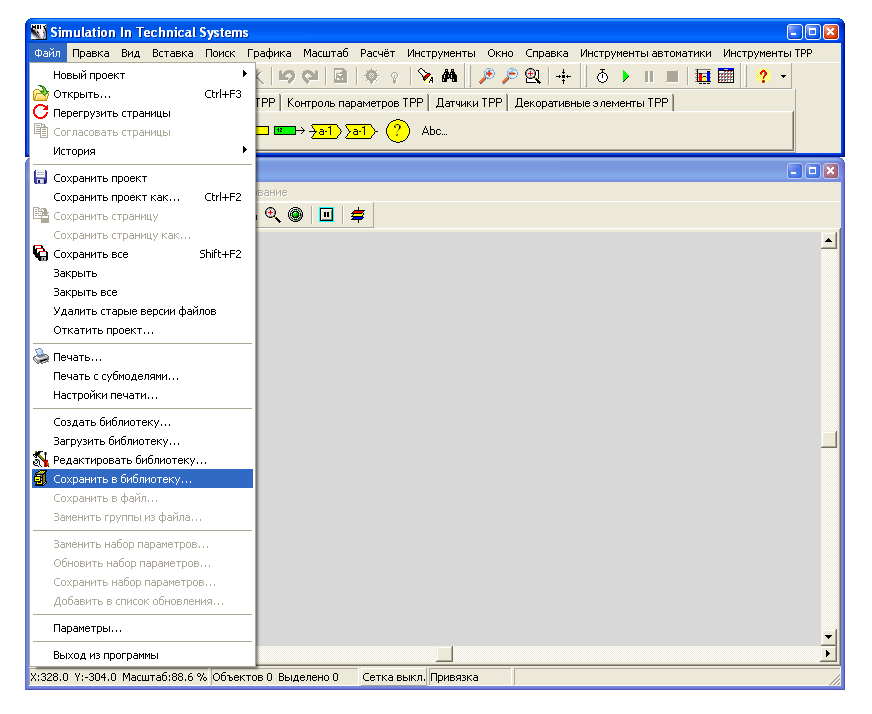 Simulation In Technical Systems
Файл Правка Вид Вставка Поиск Графика Масштаб Расчёт Инструменты Окно Справка Инструменты автоматики Инструменты ТРР
Новый проект
Открыть... Ctrl+F3
Перегрузить страницы
Согласовать страницы
История
Сохранить проект
Сохранить проект как... Ctrl+F2
Сохранить страницу
Сохранить страницу как...
Сохранить все Shift+F2
Закрыть
Закрыть все
Удалить старые версии файлов
Откатить проект...
Печать...
Печать с субмоделями...
Настройки печати...
Создать библиотеку...
Загрузить библиотеку...
Редактировать библиотеку...
Сохранить в библиотеку...
Сохранить в файл...
Заменить группы из файла...
Заменить набор параметров...
Обновить набор параметров...
Сохранить набор параметров...
Добавить в список обновления...
Параметры...
Выход из программы
ТРР Контроль параметров ТРР Датчики ТРР Декоративные элементы ТРР
a-1 a-1 ? Abc...
вание
X:328.0 Y:-304.0 Масштаб:88.6 % Объектов 0 Выделено 0 Сетка выкл. Привязка